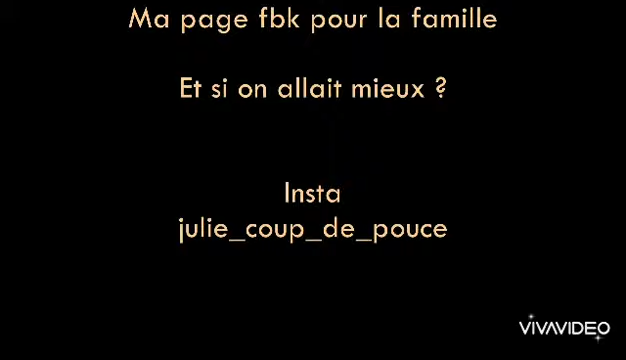 Ma page fbk pour la famille
Et si on allait mieux ?
Insta
julie_coup_de_pouce
VIVAVIDEO